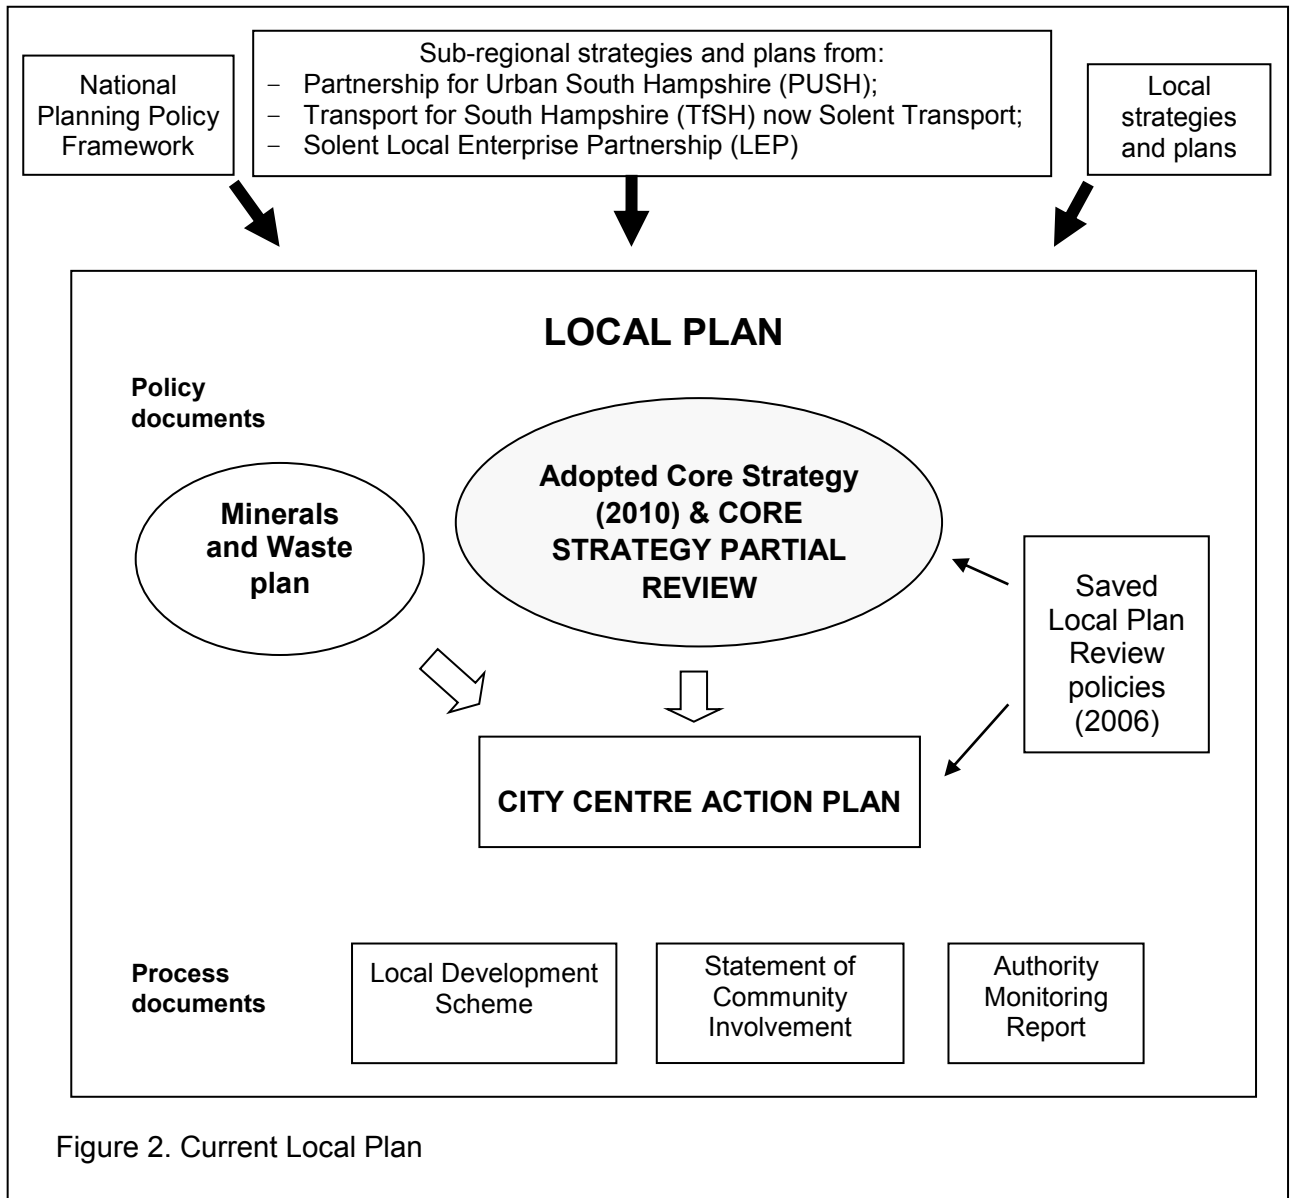 National
Planning Policy
Framework
Sub-regional strategies and plans from:
– Partnership for Urban South Hampshire (PUSH);
– Transport for South Hampshire (TfSH) now Solent Transport;
– Solent Local Enterprise Partnership (LEP)
Local
strategies
and plans
LOCAL PLAN
Policy
documents
Minerals
and Waste
plan
Adopted Core Strategy
(2010) & CORE
STRATEGY PARTIAL
REVIEW
Saved
Local Plan
Review
policies
(2006)
CITY CENTRE ACTION PLAN
Process
documents
Local Development
Scheme
Statement of
Community
Involvement
Authority
Monitoring
Report
Figure 2. Current Local Plan